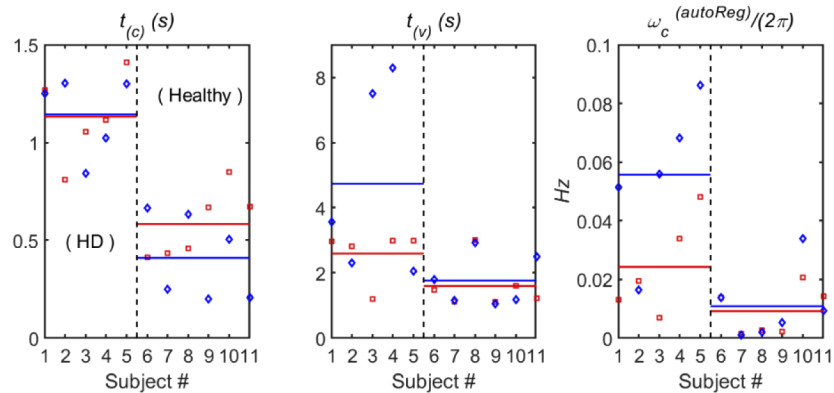 t(c) (s)
1.5
1
0.5
0
( Healthy )
( HD )
1 2 3 4 5 6 7 8 9 10 11
Subject #
t(v) (s)
8
6
4
2
0
1 2 3 4 5 6 7 8 9 10 11
Subject #
ωc (autoReg)/(2π)
0.1
0.08
0.06
0.04
0.02
0
Hz
1 2 3 4 5 6 7 8 9 10 11
Subject #